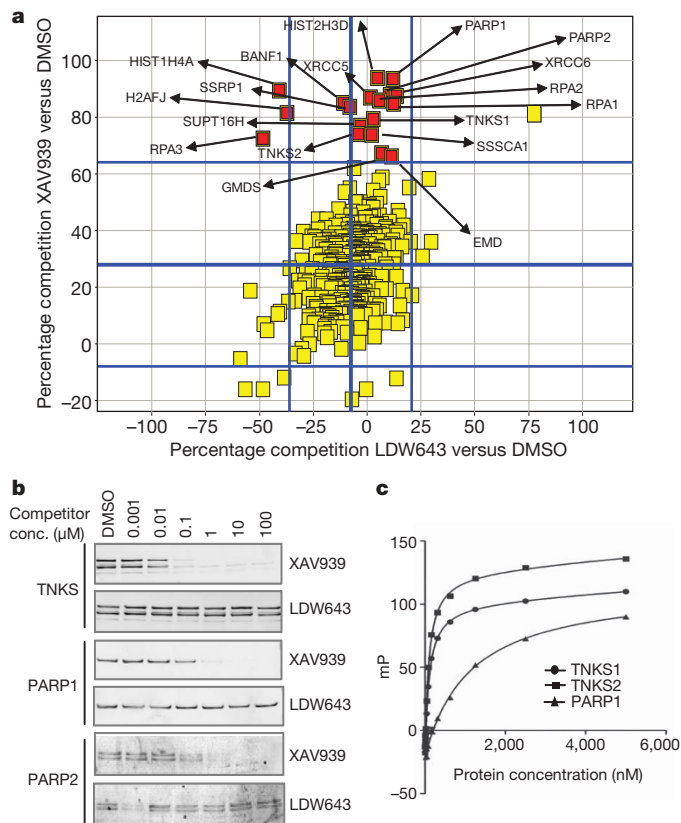 a
Percentage competition XAV939 versus DMSO
100
80
60
40
20
0
−20
HIST2H3D
PARP1
BANF1
PARP2
HIST1H4A
XRCC5
XRCC6
SSRP1
RPA2
H2AFJ
RPA1
SUPT16H
TNKS1
RPA3
TNKS2
SSSCA1
GMDS
EMD
−100 −75 −50 −25 0 25 50 75 100
Percentage competition LDW643 versus DMSO
b
Competitor
conc. (μM)
DMSO 0.001 0.01 0.1 1 10 100
TNKS
XAV939
LDW643
PARP1
XAV939
LDW643
PARP2
XAV939
LDW643
c
mP
150
100
50
0
−50
TNKS1
TNKS2
PARP1
2,000 4,000 6,000
Protein concentration (nM)